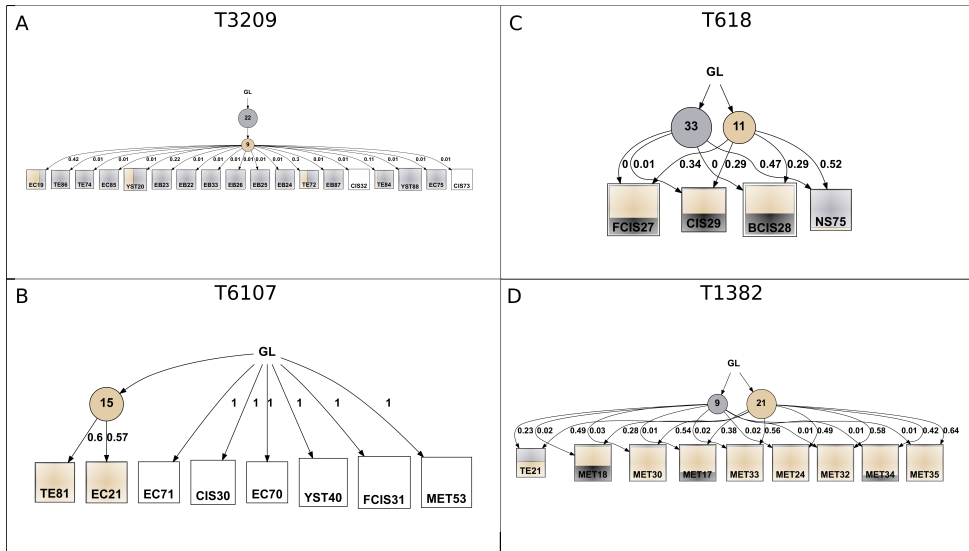 A
T3209
GL
22
9
0.42 0.01 0.01 0.01 0.01 0.22 0.01 0.01 0.01 0.01 0.01 0.3 0.01 0.11 0.01 0.01 0.01
EC19 TE86 TE74 EC85 YST20 EB23 EB22 EB33 EB26 EB25 EB24 TE72 EB87 CIS32 TE84 YST88 EC75 CIS73
C
T618
GL
33
11
0 0.01 0.34 0 0.29 0.47 0.29 0.52
FCIS27 CIS29 BCIS28 NS75
B
T6107
GL
15
1 1 1 1 1 1
0.6 0.57
TE81 EC21 EC71 CIS30 EC70 YST40 FCIS31 MET53
D
T1382
GL
9
21
0.23 0.02 0.49 0.03 0.28 0.01 0.54 0.02 0.38 0.02 0.56 0.01 0.49 0.01 0.58 0.01 0.42 0.64
TE21 MET18 MET30 MET17 MET33 MET24 MET32 MET34 MET35